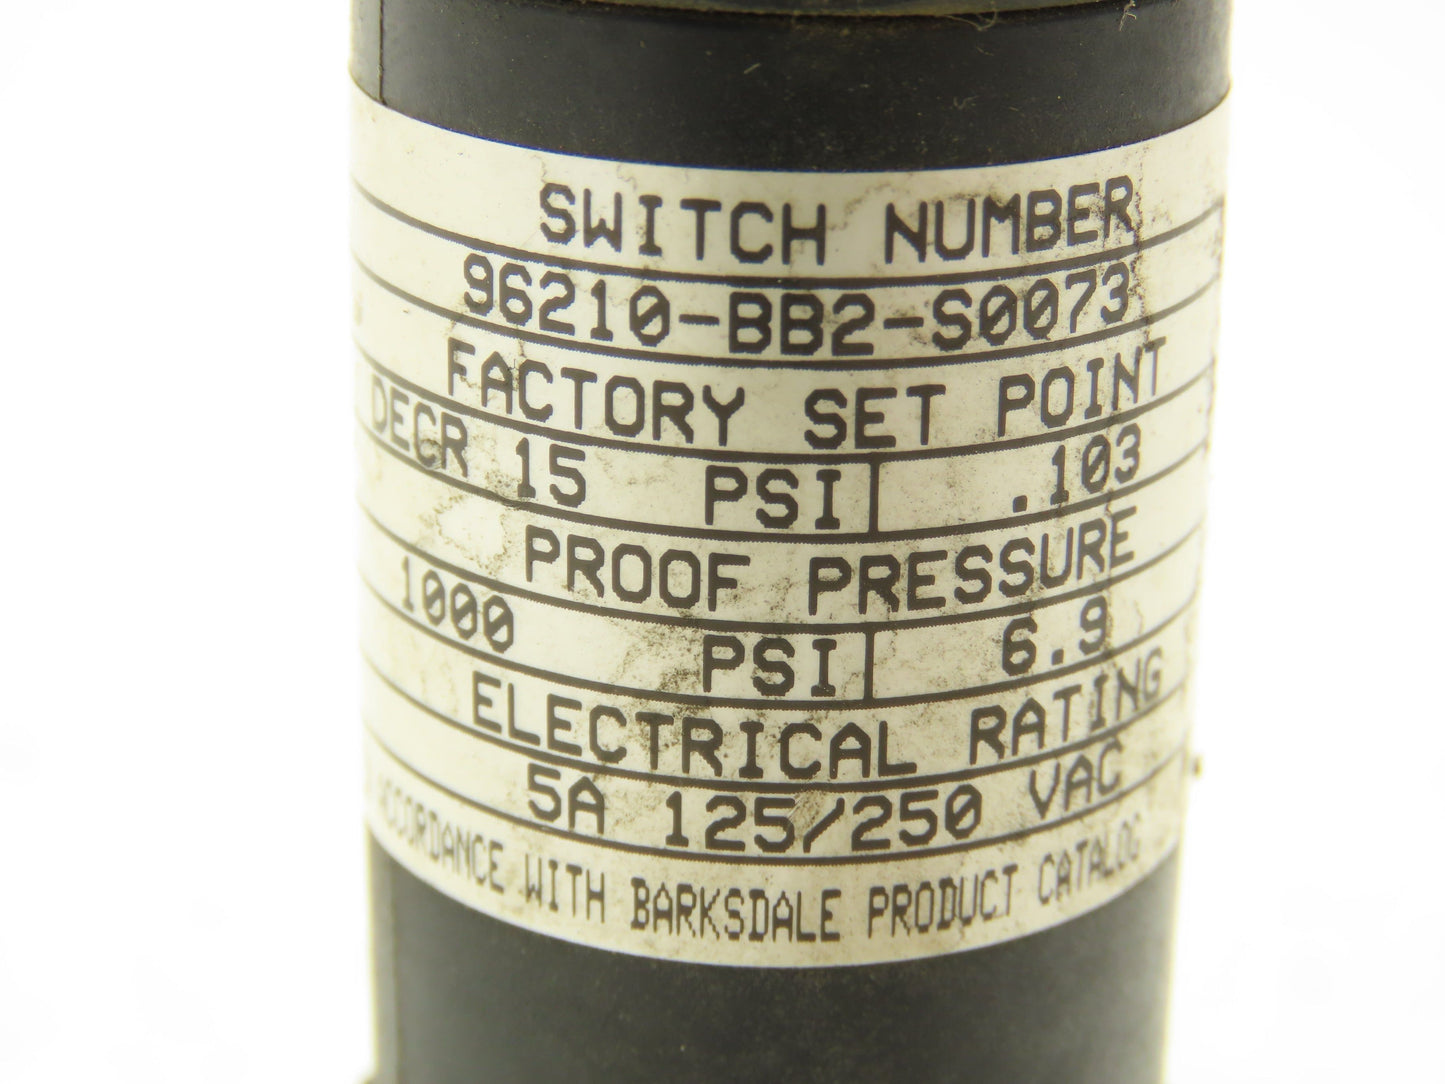 SWITCH NUMBER
96210-BB2-S0073
FACTORY SET POINT
DECR 15 PSI .103
PROOF PRESSURE
1000 PSI 6.9
ELECTRICAL RATING
5A 125/250 VAC
ACCORDANCE WITH BARKSDALE PRODUCT CATALOG